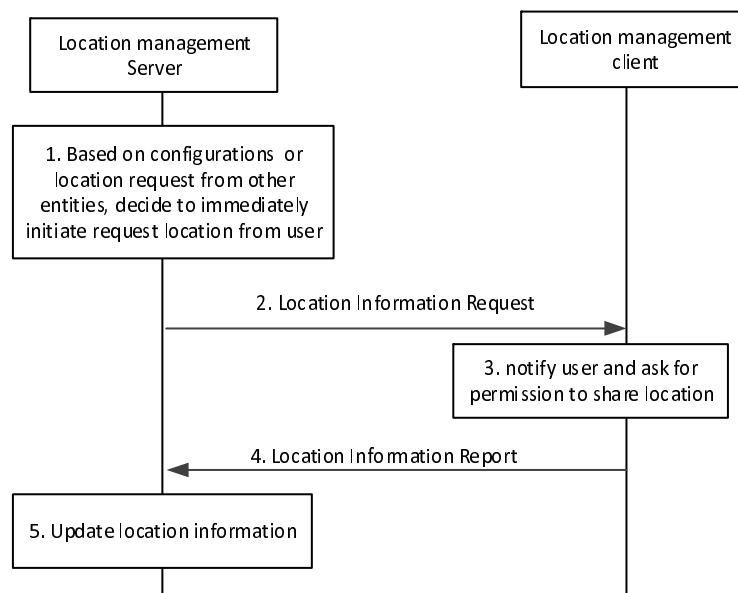 Location management
Server
Location management
client
1. Based on configurations or
location request from other
entities, decide to immediately
initiate request location from user
2. Location Information Request
3. notify user and ask for
permission to share location
4. Location Information Report
5. Update location information